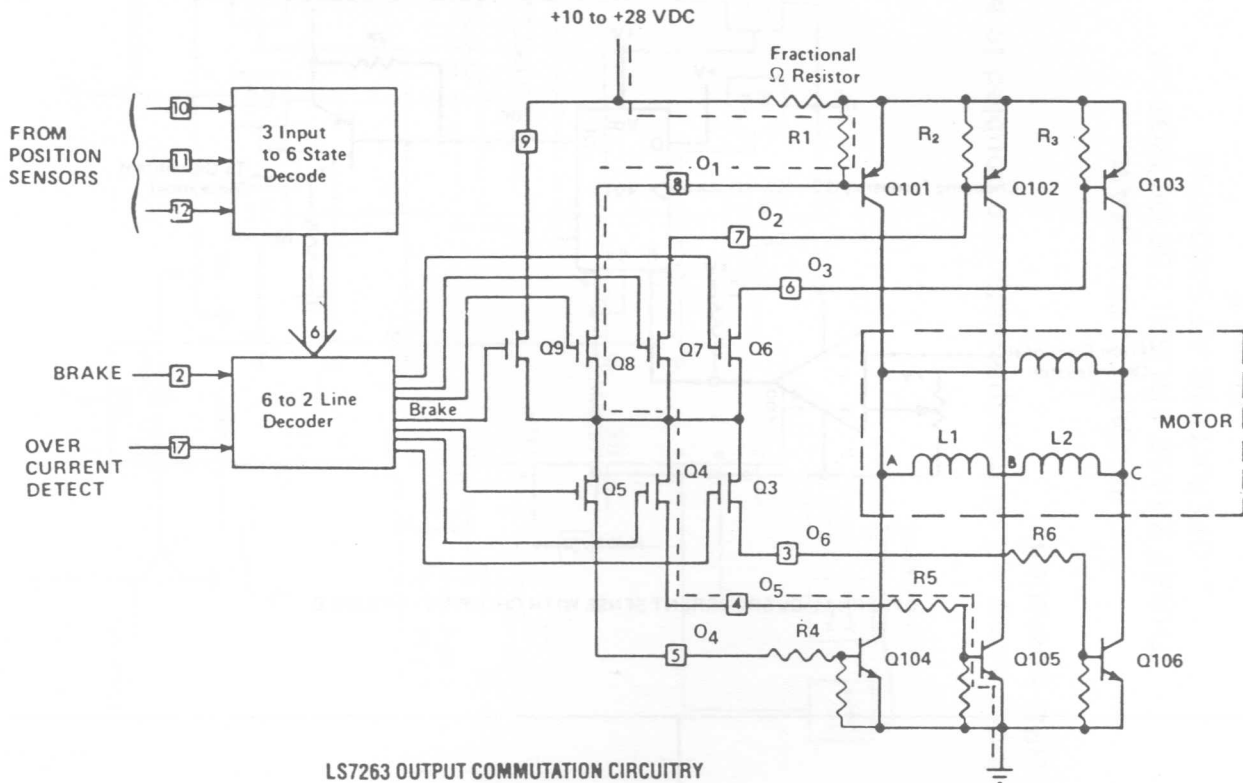 +10 to +28 VDC
Fractional
Ω Resistor
10
11
12
FROM
POSITION
SENSORS
3 Input
to 6 State
Decode
9
R1
R2
R3
O1
8
Q101
Q102
Q103
O2
7
O3
6
6
Q9
Q8
Q7
Q6
BRAKE
2
6 to 2 Line
Decoder
Brake
MOTOR
OVER
CURRENT
DETECT
17
L1
L2
A
B
C
Q5
Q4
Q3
O6
3
R6
O5
4
R5
O4
5
R4
Q104
Q105
Q106
LS7263 OUTPUT COMMUTATION CIRCUITRY